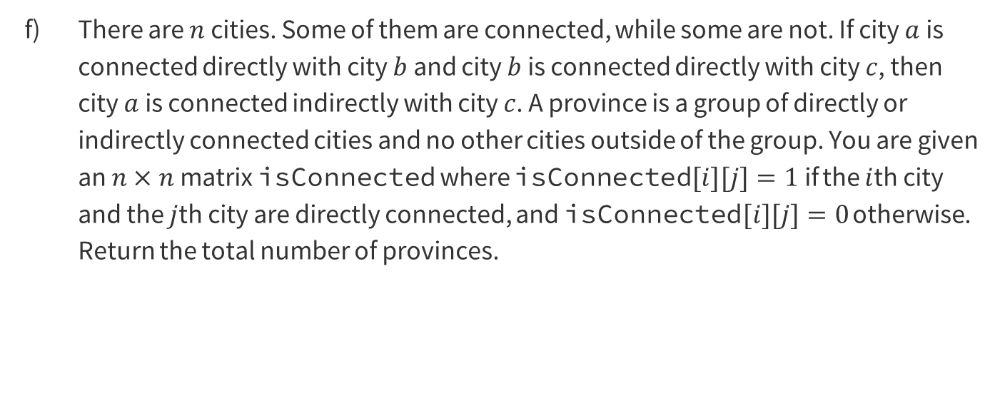 f) There are n cities. Some of them are connected, while some are not. If city a is
connected directly with city b and city b is connected directly with city c, then
city a is connected indirectly with city c. A province is a group of directly or
indirectly connected cities and no other cities outside of the group. You are given
an n × n matrix isConnected where isConnected[i][j] = 1 if the ith city
and the jth city are directly connected, and isConnected[i][j] = 0 otherwise.
Return the total number of provinces.